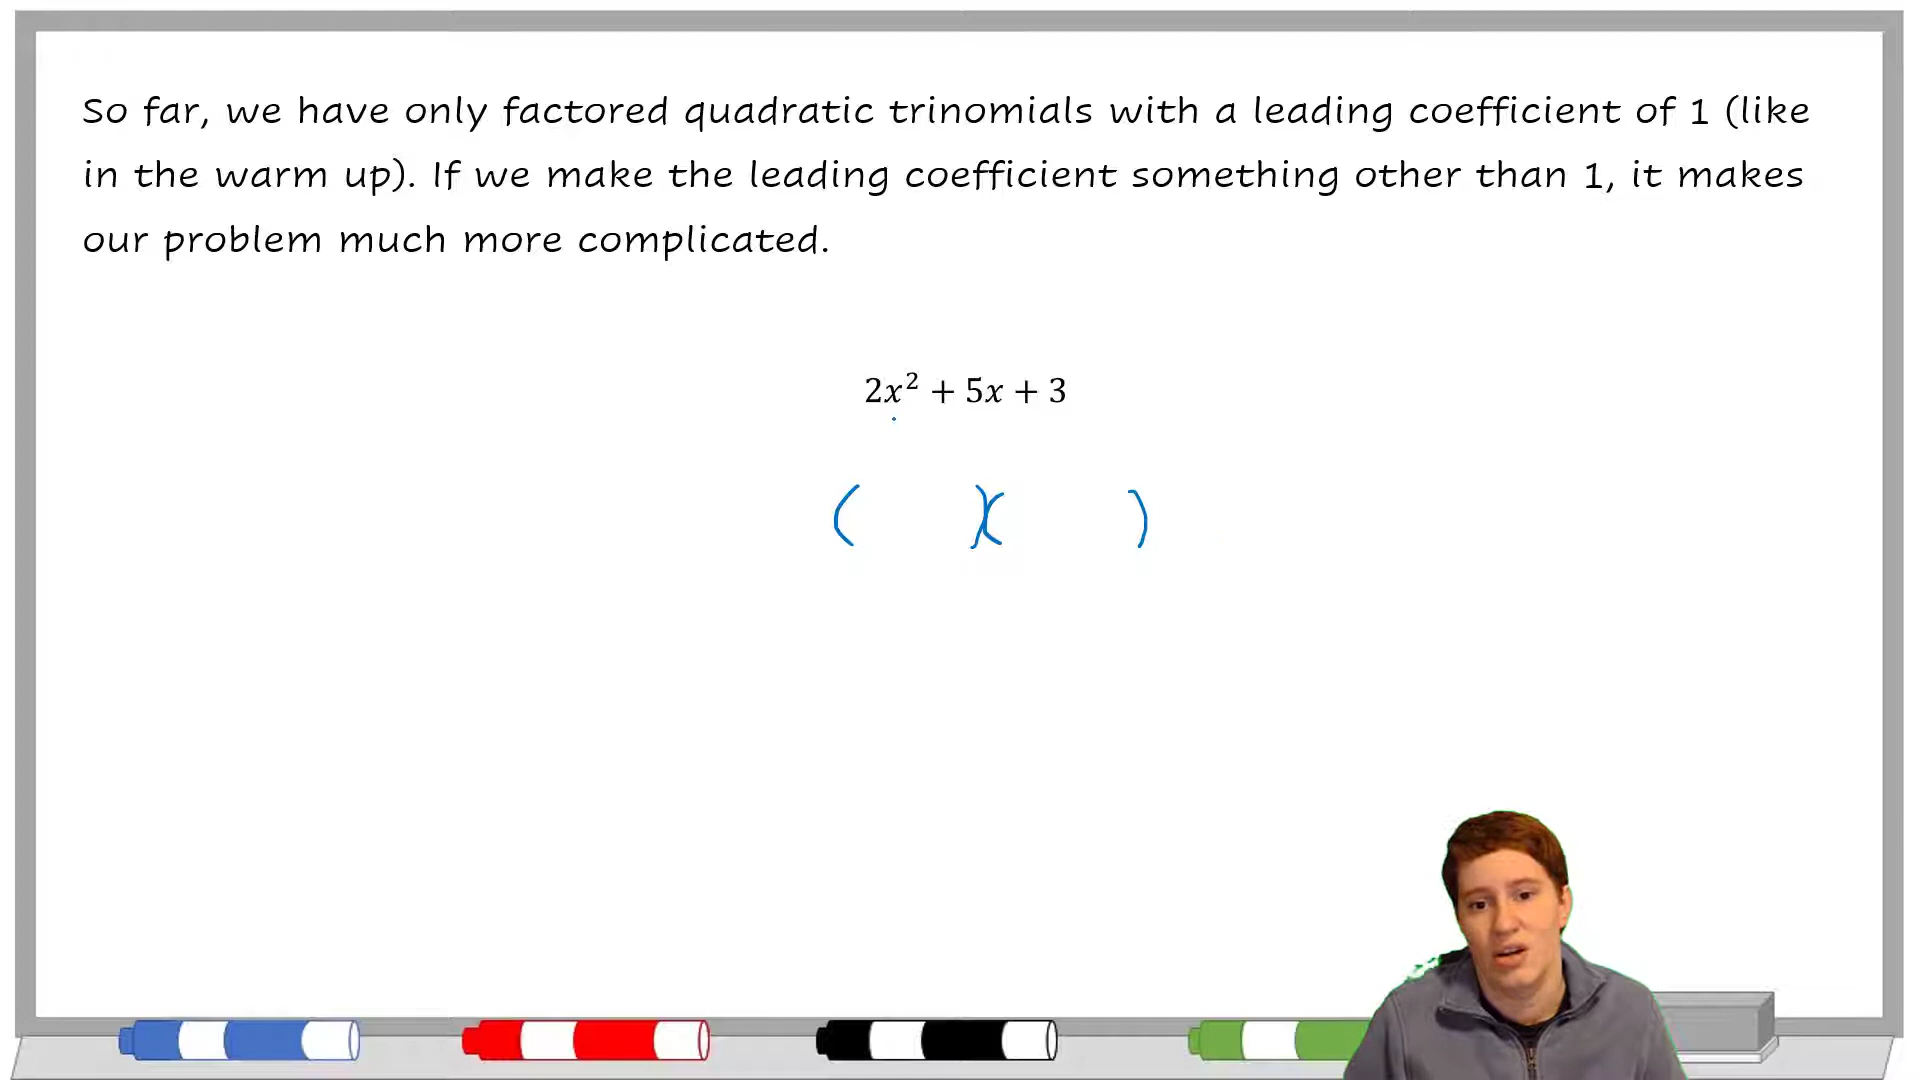 So far, we have only factored quadratic trinomials with a leading coefficient of 1 (like
in the warm up). If we make the leading coefficient something other than 1, it makes
our problem much more complicated.
2x² + 5x + 3
(        )(        )